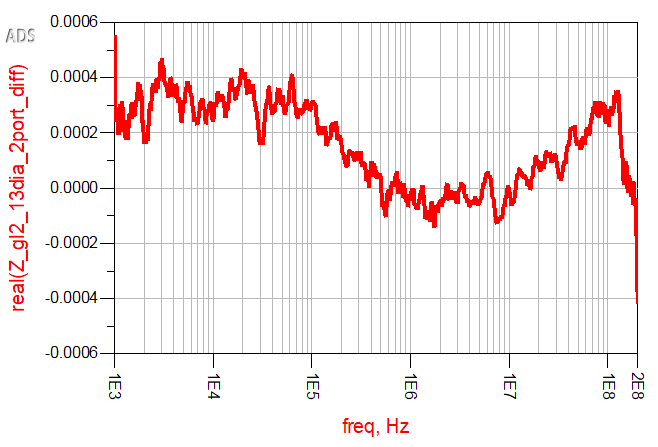 ADS
real(Z_gl2_13dia_2port_diff)
0.0006
0.0004
0.0002
0.0000
-0.0002
-0.0004
-0.0006
1E3
1E4
1E5
1E6
1E7
1E8
2E8
freq, Hz